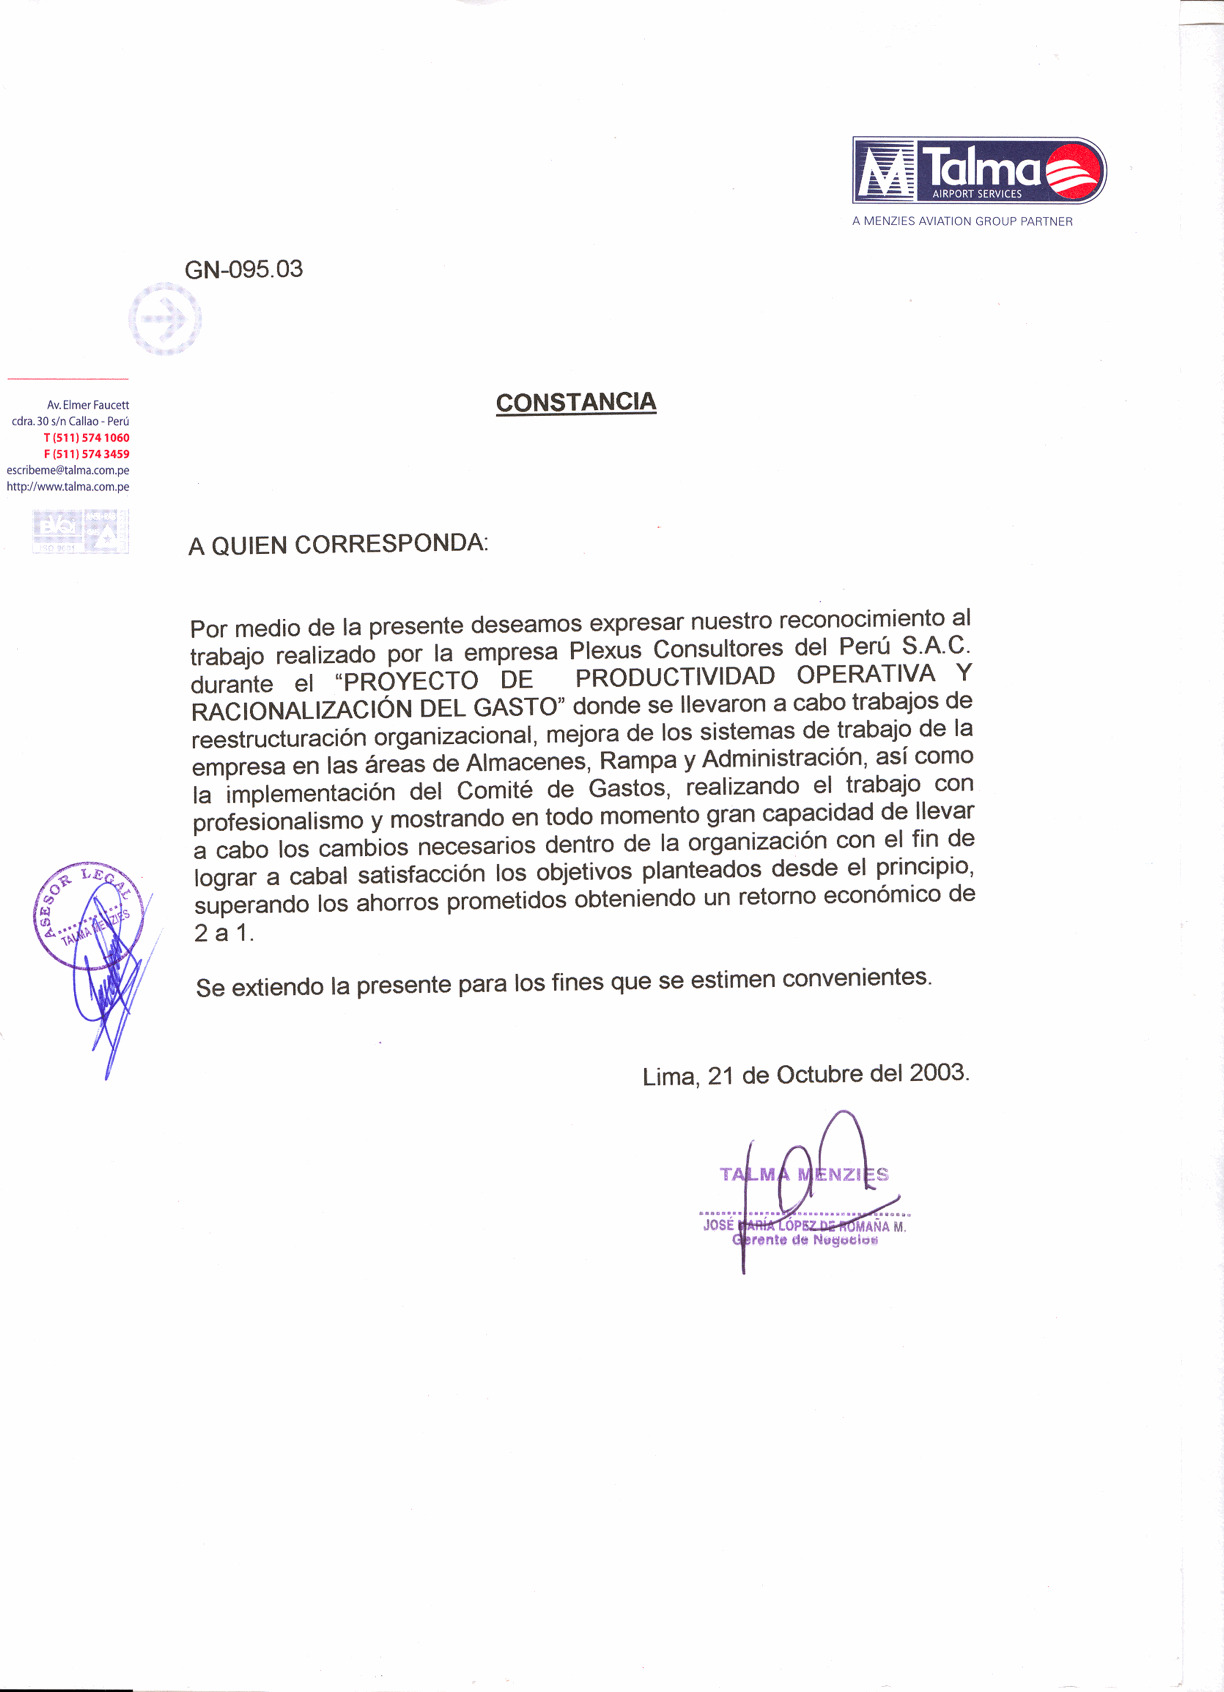 M Talma
AIRPORT SERVICES
A MENZIES AVIATION GROUP PARTNER
GN-095.03
Av. Elmer Faucett
cdra. 30 s/n Callao - Perú
T (511) 574 1060
F (511) 574 3459
escribeme@talma.com.pe
http://www.talma.com.pe
BVQI
ISO 9001
CONSTANCIA
A QUIEN CORRESPONDA:
Por medio de la presente deseamos expresar nuestro reconocimiento al
trabajo realizado por la empresa Plexus Consultores del Perú S.A.C.
durante el “PROYECTO DE PRODUCTIVIDAD OPERATIVA Y
RACIONALIZACIÓN DEL GASTO” donde se llevaron a cabo trabajos de
reestructuración organizacional, mejora de los sistemas de trabajo de la
empresa en las áreas de Almacenes, Rampa y Administración, así como
la implementación del Comité de Gastos, realizando el trabajo con
profesionalismo y mostrando en todo momento gran capacidad de llevar
a cabo los cambios necesarios dentro de la organización con el fin de
lograr a cabal satisfacción los objetivos planteados desde el principio,
superando los ahorros prometidos obteniendo un retorno económico de
2 a 1.
ASESOR LEGAL
TALMA MENZIES
Se extiendo la presente para los fines que se estimen convenientes.
Lima, 21 de Octubre del 2003.
TALMA MENZIES
JOSÉ MARÍA LÓPEZ DE ROMAÑA M.
Gerente de Negocios